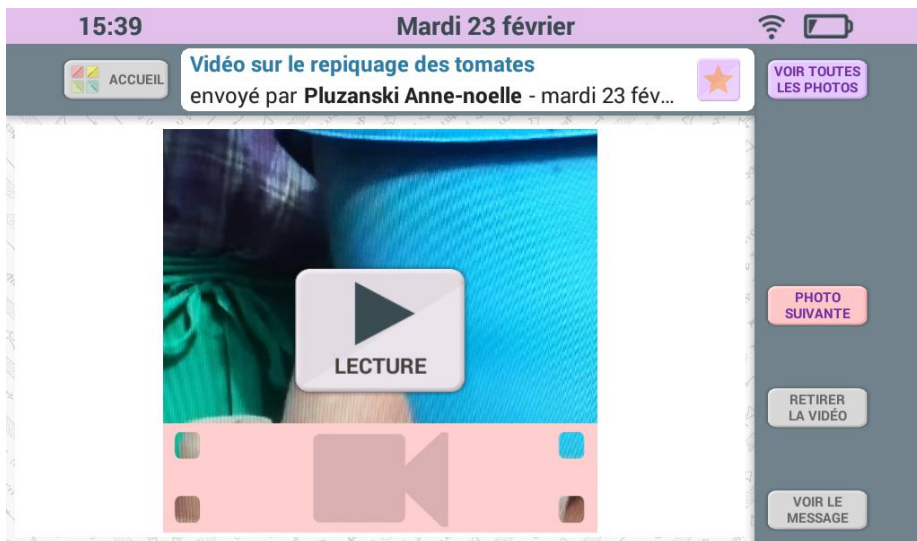 15:39
Mardi 23 février
ACCUEIL
Vidéo sur le repiquage des tomates
envoyé par Pluzanski Anne-noelle - mardi 23 fév...
VOIR TOUTES
LES PHOTOS
LECTURE
PHOTO
SUIVANTE
RETIRER
LA VIDÉO
VOIR LE
MESSAGE